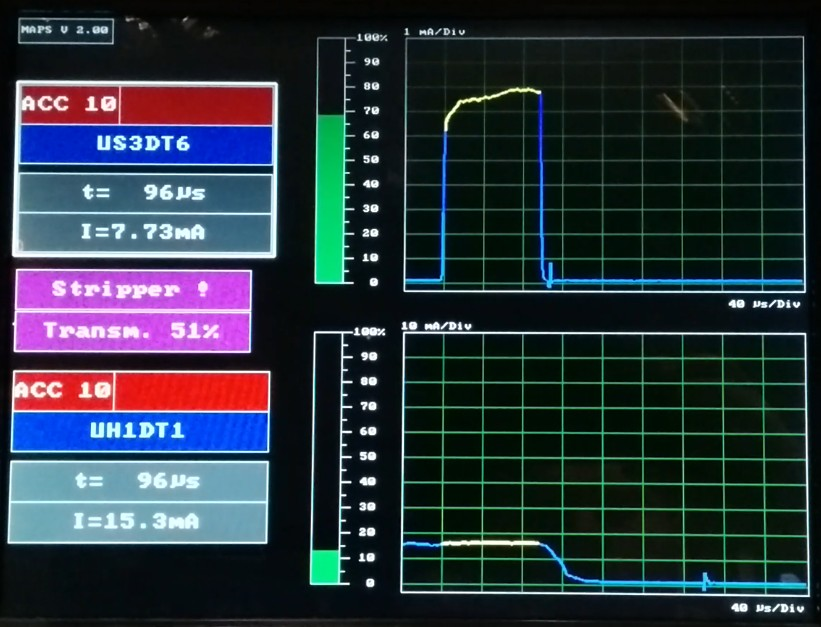 MAPS V 2.00
ACC 10
US3DT6
t= 96µs
I=7.73mA
Stripper !
Transm. 51%
ACC 10
UH1DT1
t= 96µs
I=15.3mA
1 mA/Div
100%
90
80
70
60
50
40
30
20
10
0
40 µs/Div
10 mA/Div
100%
90
80
70
60
50
40
30
20
10
0
40 µs/Div